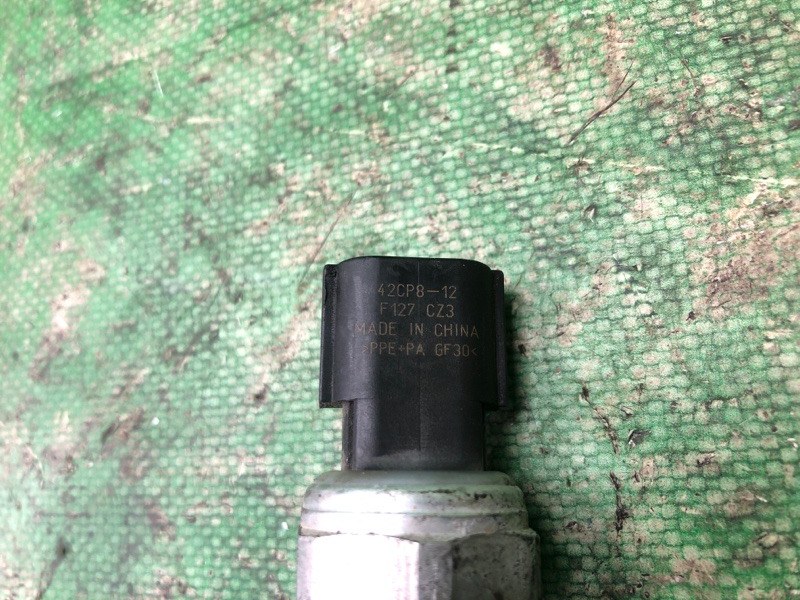 42CP8-12
F127 CZ3
MADE IN CHINA
>PPE+PA GF30<